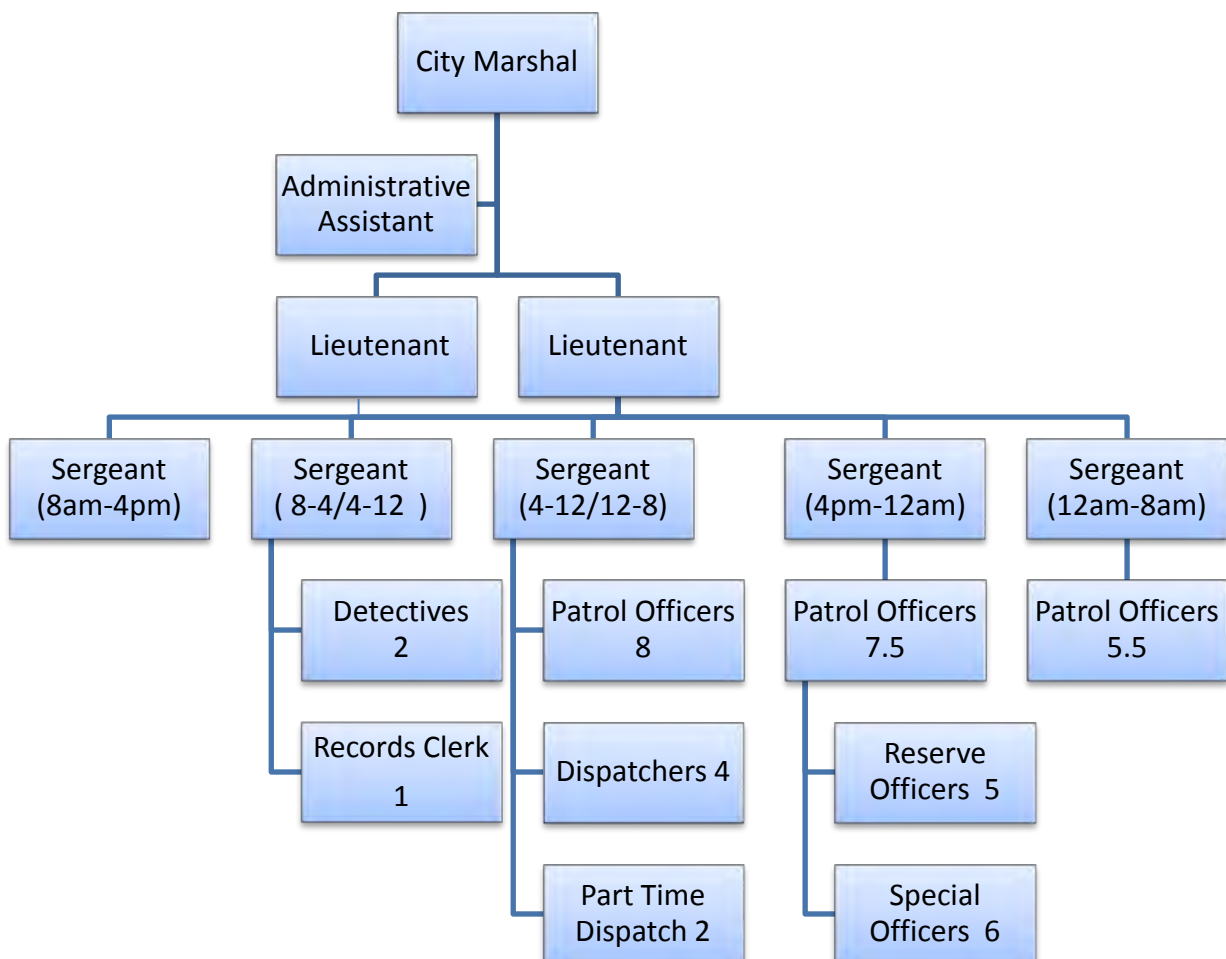 City Marshal
Administrative
Assistant
Lieutenant
Lieutenant
Sergeant
(8am-4pm)
Sergeant
( 8-4/4-12 )
Sergeant
(4-12/12-8)
Sergeant
(4pm-12am)
Sergeant
(12am-8am)
Detectives
2
Records Clerk
1
Patrol Officers
8
Dispatchers 4
Part Time
Dispatch 2
Patrol Officers
7.5
Reserve
Officers 5
Special
Officers 6
Patrol Officers
5.5